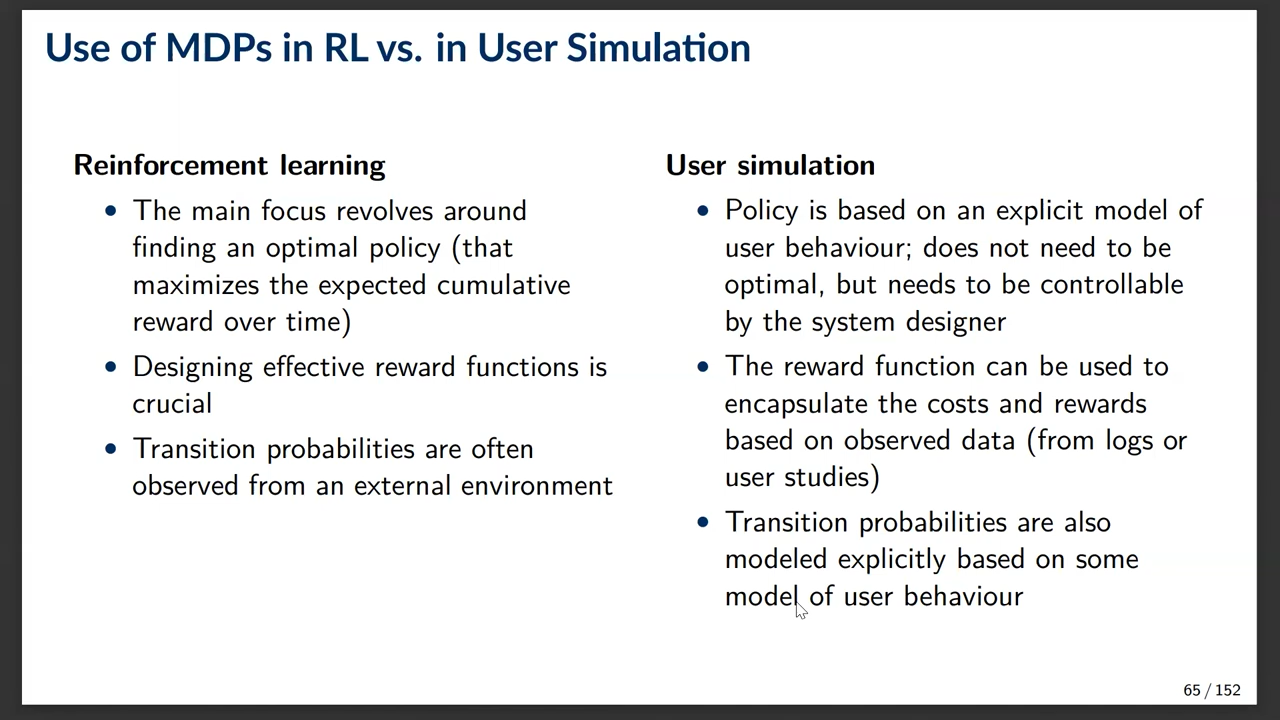 Use of MDPs in RL vs. in User Simulation
Reinforcement learning
• The main focus revolves around
finding an optimal policy (that
maximizes the expected cumulative
reward over time)
• Designing effective reward functions is
crucial
• Transition probabilities are often
observed from an external environment
User simulation
• Policy is based on an explicit model of
user behaviour; does not need to be
optimal, but needs to be controllable
by the system designer
• The reward function can be used to
encapsulate the costs and rewards
based on observed data (from logs or
user studies)
• Transition probabilities are also
modeled explicitly based on some
model of user behaviour
65 / 152